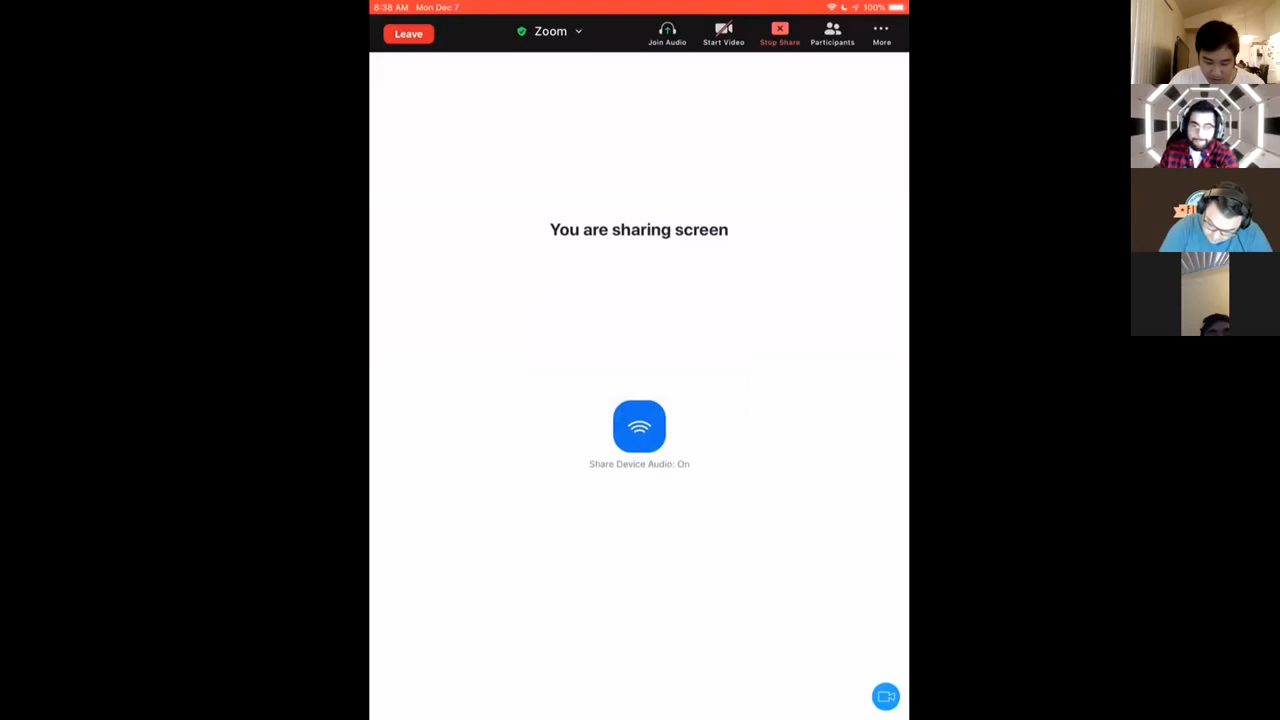 8:38 AM Mon Dec 7
100%
Leave
Zoom
Join Audio
Start Video
Stop Share
Participants
More
You are sharing screen
Share Device Audio: On